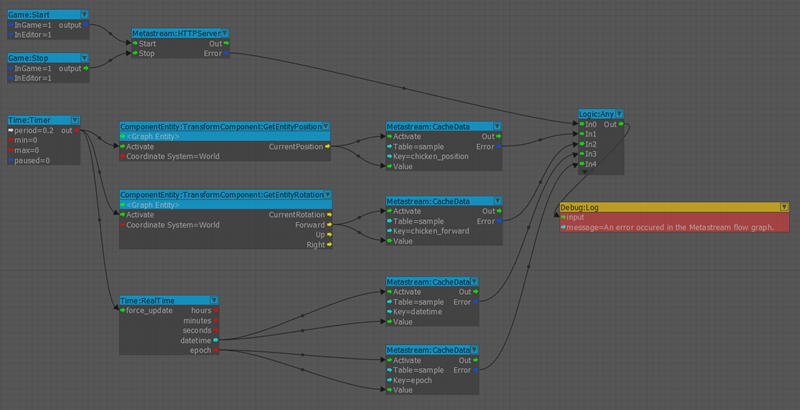 Game:Start
InGame=1 output
InEditor=1
Metastream:HTTPServer
Start Out
Stop Error
Game:Stop
InGame=1 output
InEditor=1
Time:Timer
period=0.2 out
min=0
max=0
paused=0
ComponentEntity:TransformComponent:GetEntityPosition
<Graph Entity>
Activate CurrentPosition
Coordinate System=World
Metastream:CacheData
Activate Out
Table=sample Error
Key=chicken_position
Value
Logic:Any
In0 Out
In1
In2
In3
In4
ComponentEntity:TransformComponent:GetEntityRotation
<Graph Entity>
Activate CurrentRotation
Coordinate System=World Forward
Up
Right
Metastream:CacheData
Activate Out
Table=sample Error
Key=chicken_forward
Value
Debug:Log
input
message=An error occured in the Metastream flow graph.
Time:RealTime
force_update hours
minutes
seconds
datetime
epoch
Metastream:CacheData
Activate Out
Table=sample Error
Key=datetime
Value
Metastream:CacheData
Activate Out
Table=sample Error
Key=epoch
Value